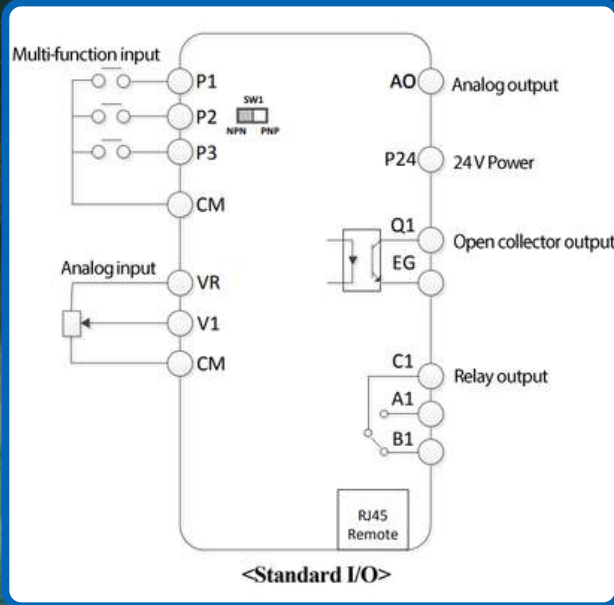 Multi-function input
P1
P2
P3
CM
SW1
NPN PNP
Analog input
VR
V1
CM
AO Analog output
P24 24 V Power
Q1 Open collector output
EG
C1 Relay output
A1
B1
RJ45
Remote
<Standard I/O>